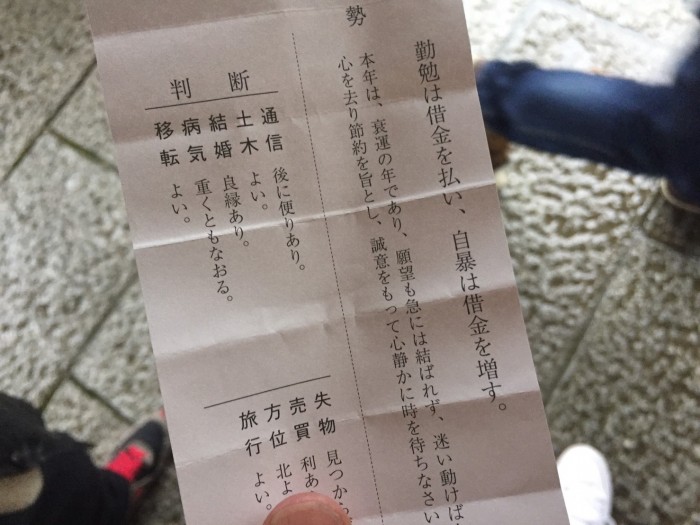 勢
勤勉は借金を払い、自暴は借金を増す。
本年は、衰運の年であり、願望も急には結ばれず、迷い動けば
心を去り節約を旨とし、誠意をもって心静かに時を待ちなさい
判断
通信 後に便りあり。
土木 よい。
結婚 良縁あり。
病気 重くともなおる。
移転 よい。
失物 見つから
売買 利あ
方位 北よ
旅行 よい。